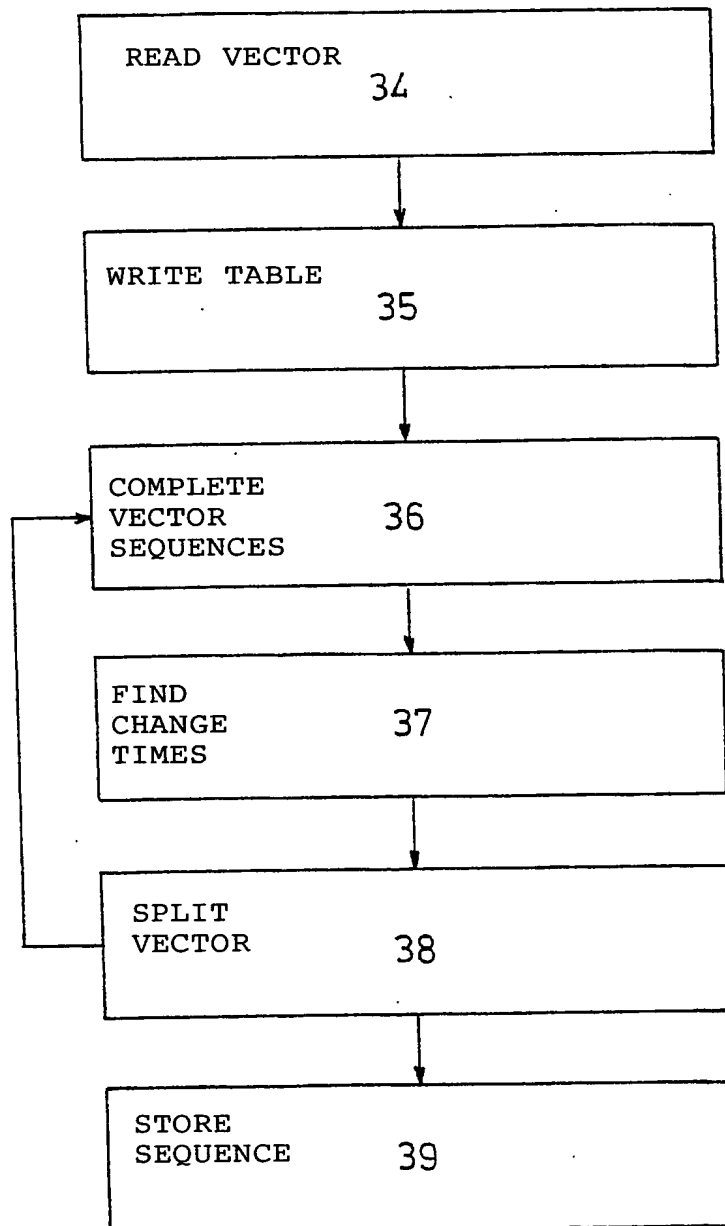 READ VECTOR
34
WRITE TABLE
35
COMPLETE
VECTOR
SEQUENCES
36
FIND
CHANGE
TIMES
37
SPLIT
VECTOR
38
STORE
SEQUENCE
39